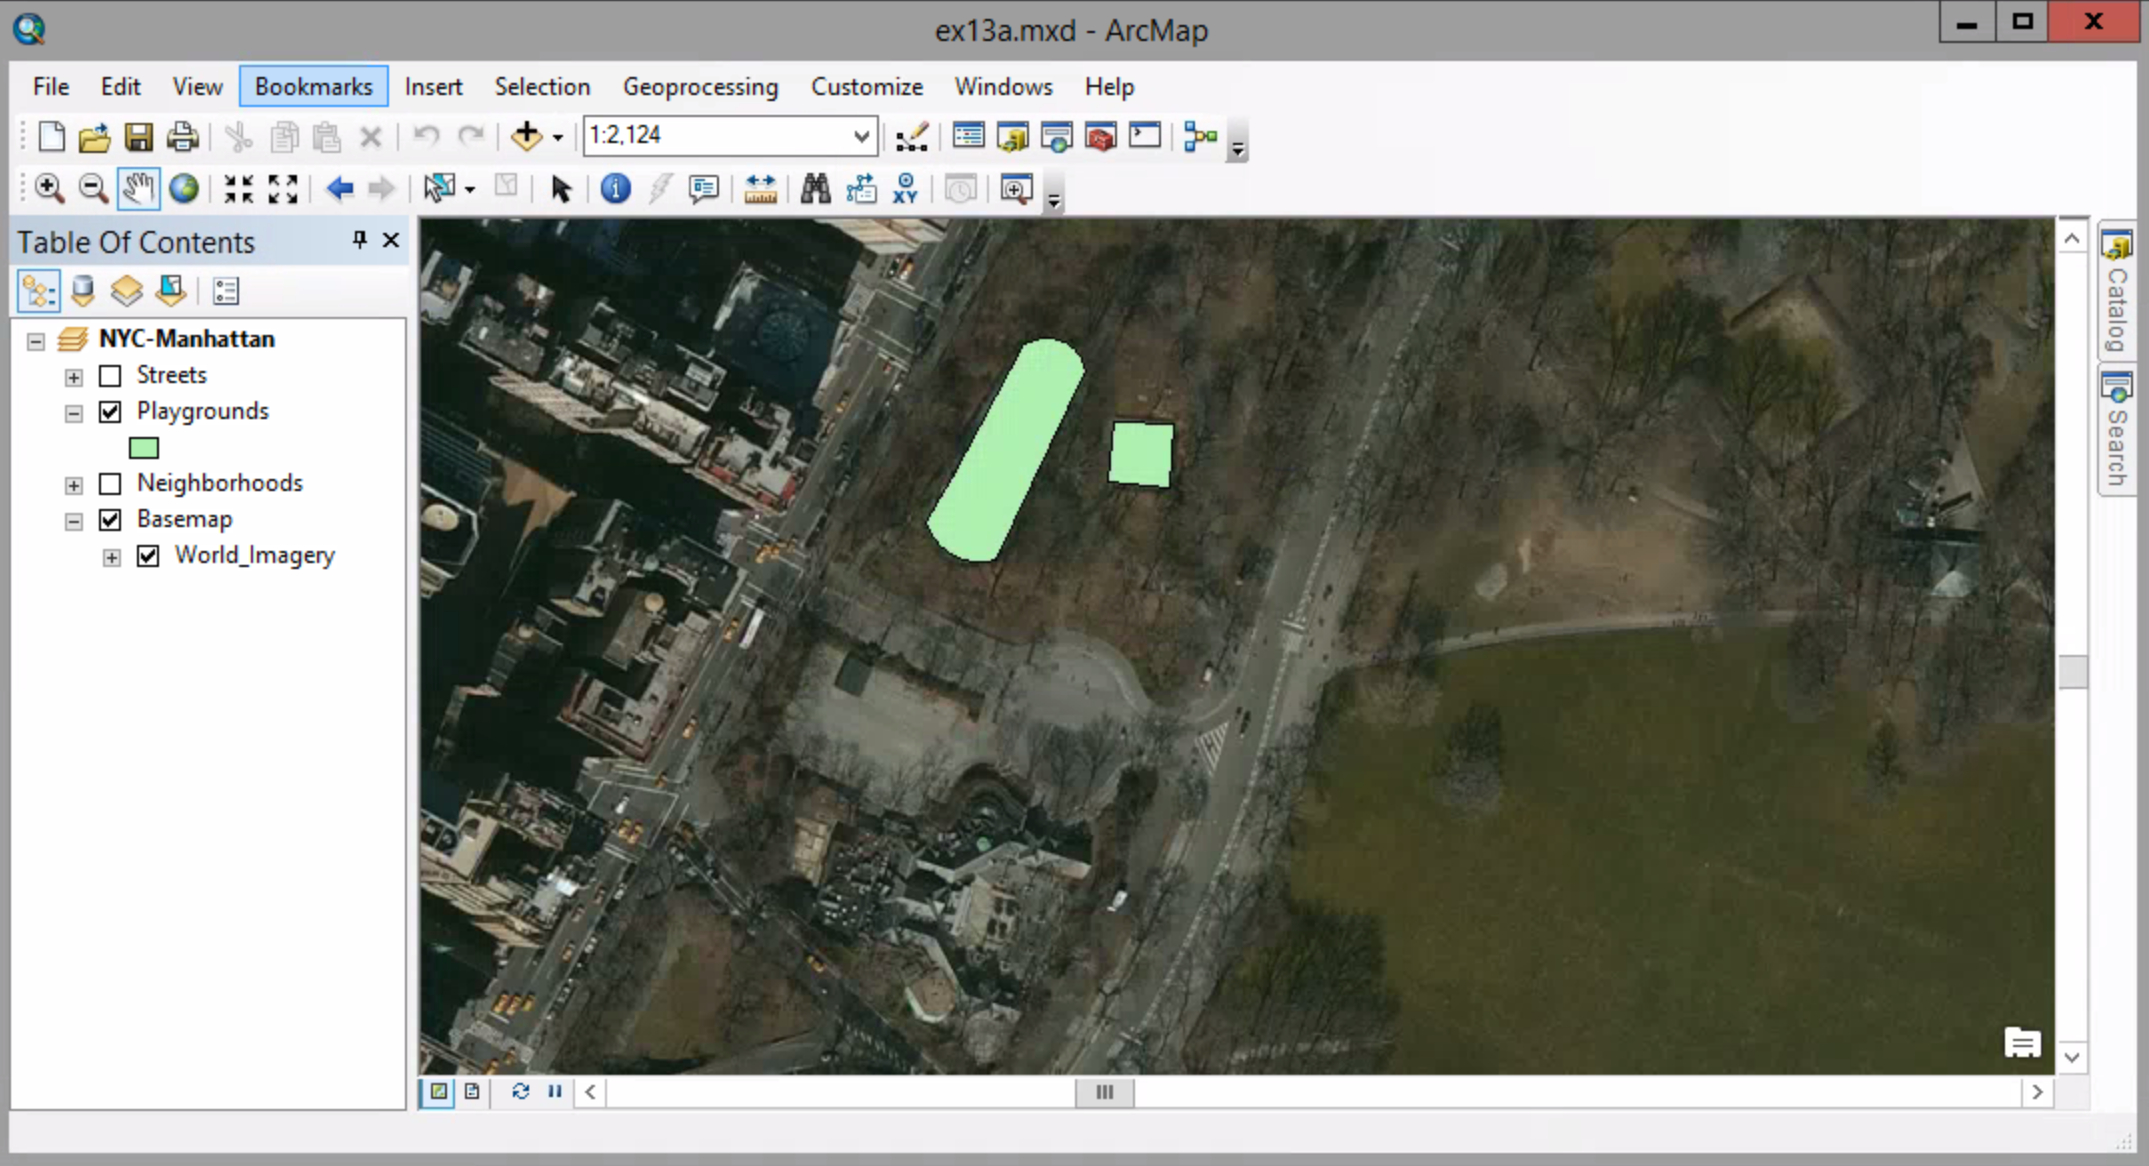 ex13a.mxd - ArcMap
File Edit View Bookmarks Insert Selection Geoprocessing Customize Windows Help
1:2,124
XY
Table Of Contents
NYC-Manhattan
Streets
Playgrounds
Neighborhoods
Basemap
World_Imagery
Catalog
Search